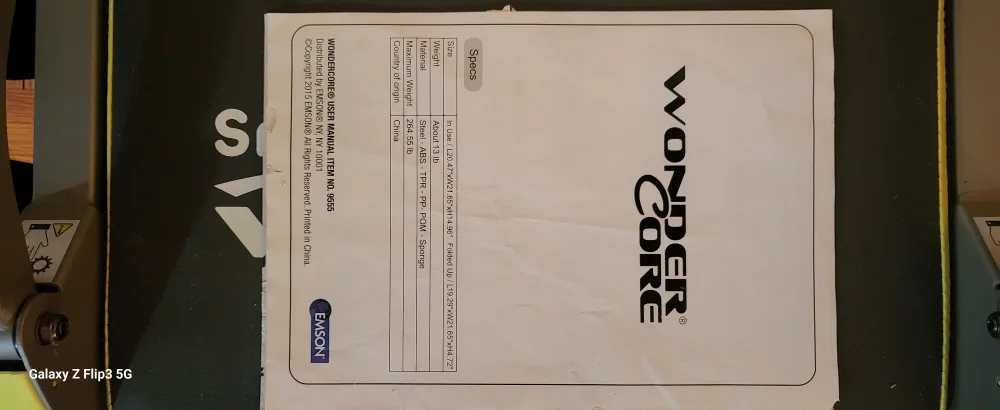 WONDER
CORE®
Specs
Size In Use / L20.47"xW21.65"xH14.96" Folded Up / L19.29"xW21.65"xH4.72"
Weight About 13 lb
Material Steel - ABS - TPR - PP- POM - Sponge
Maximum Weight 264.55 lb
Country of origin China
WONDERCORE® USER MANUAL ITEM NO. 9555
Distributed by EMSON® NY, NY 10001
©Copyright 2015 EMSON® All Rights Reserved. Printed in China.
EMSON®
Galaxy Z Flip3 5G